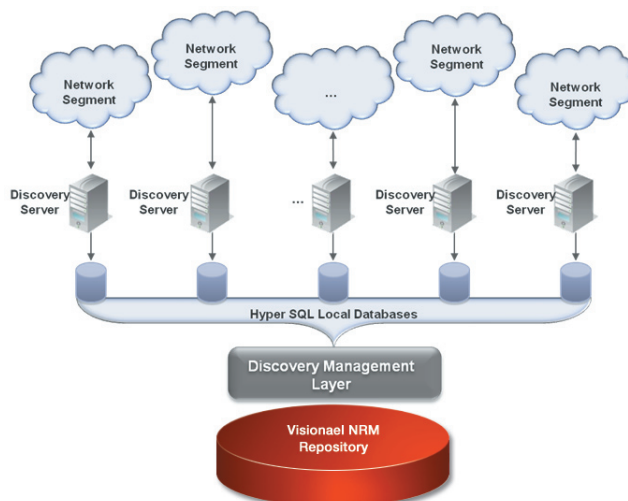 Network
Segment
Network
Segment
...
Network
Segment
Network
Segment
Discovery
Server
Discovery
Server
...
Discovery
Server
Discovery
Server
Hyper SQL Local Databases
Discovery Management
Layer
Visionael NRM
Repository